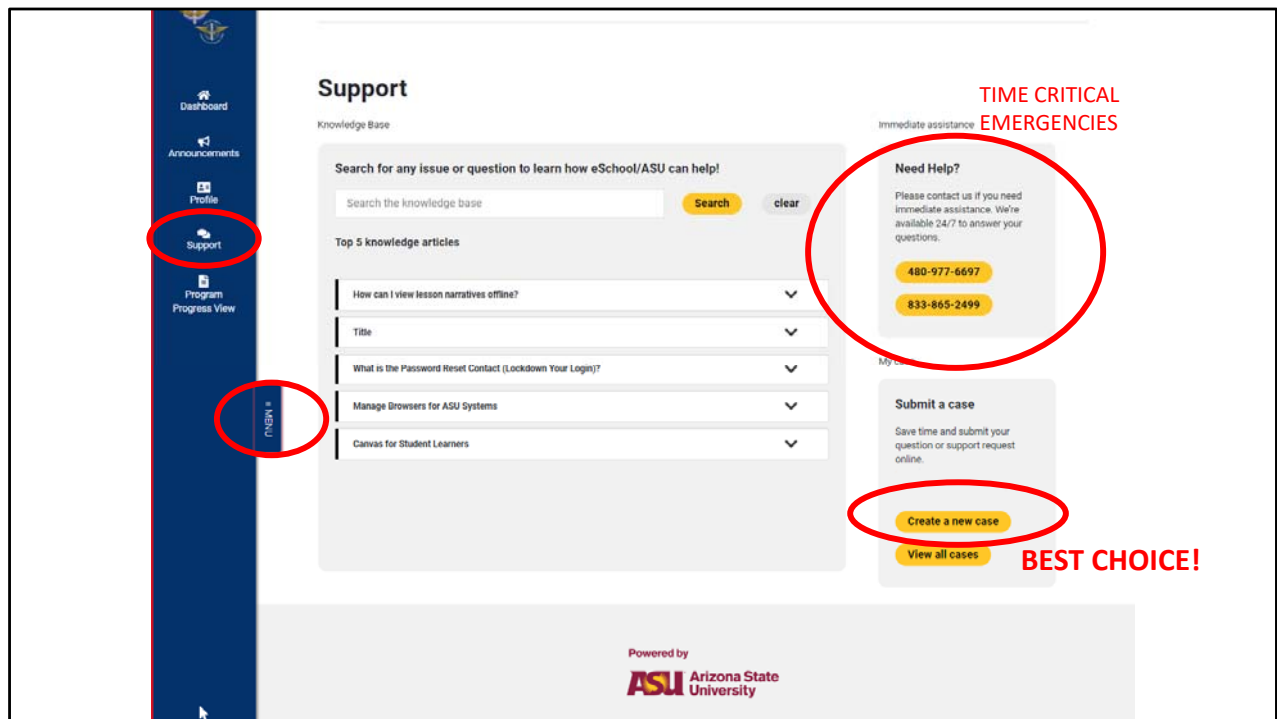 Dashboard
Announcements
Profile
Support
Program
Progress View
≡ MENU
Support
Knowledge Base
Search for any issue or question to learn how eSchool/ASU can help!
Search the knowledge base
Search
clear
Top 5 knowledge articles
How can I view lesson narratives offline?
Title
What is the Password Reset Contact (Lockdown Your Login)?
Manage Browsers for ASU Systems
Canvas for Student Learners
TIME CRITICAL
Immediate assistance EMERGENCIES
Need Help?
Please contact us if you need
immediate assistance. We're
available 24/7 to answer your
questions.
480-977-6697
833-865-2499
My
Submit a case
Save time and submit your
question or support request
online.
Create a new case
View all cases
BEST CHOICE!
Powered by
ASU Arizona State
University